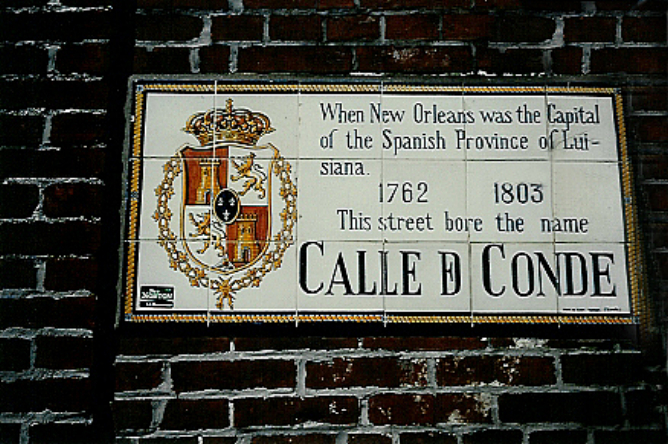 When New Orleans was the Capital
of the Spanish Province of Lui-
siana.
1762 1803
This street bore the name
CALLE D CONDE